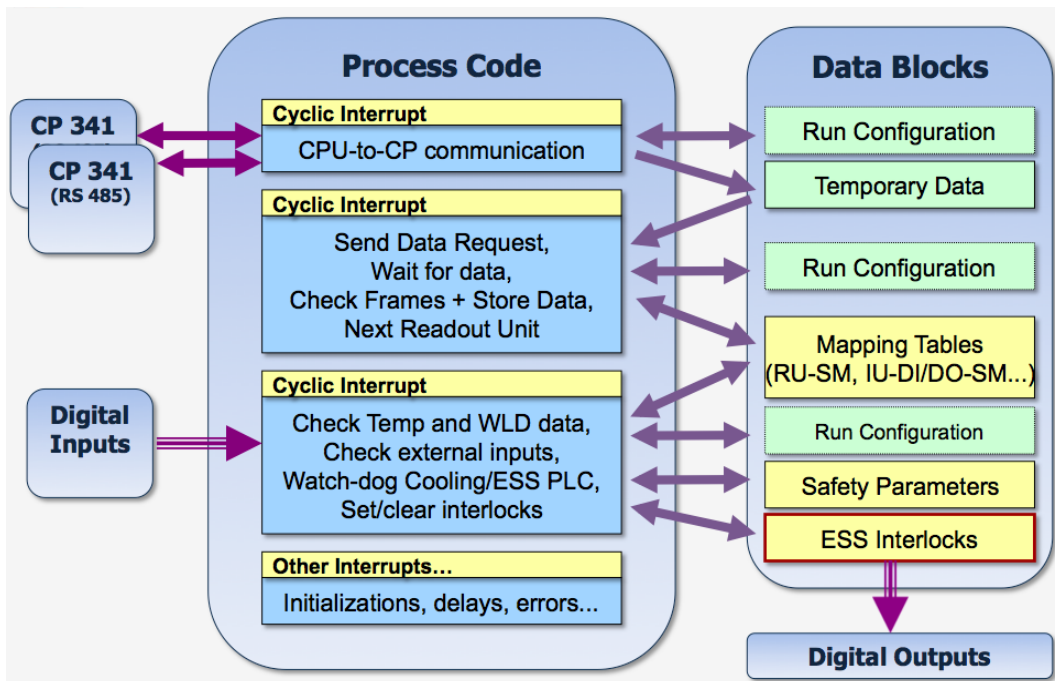 Process Code
Data Blocks
CP 341
CP 341
(RS 485)
Cyclic Interrupt
CPU-to-CP communication
Cyclic Interrupt
Send Data Request,
Wait for data,
Check Frames + Store Data,
Next Readout Unit
Digital
Inputs
Cyclic Interrupt
Check Temp and WLD data,
Check external inputs,
Watch-dog Cooling/ESS PLC,
Set/clear interlocks
Other Interrupts…
Initializations, delays, errors...
Run Configuration
Temporary Data
Run Configuration
Mapping Tables
(RU-SM, IU-DI/DO-SM...)
Run Configuration
Safety Parameters
ESS Interlocks
Digital Outputs